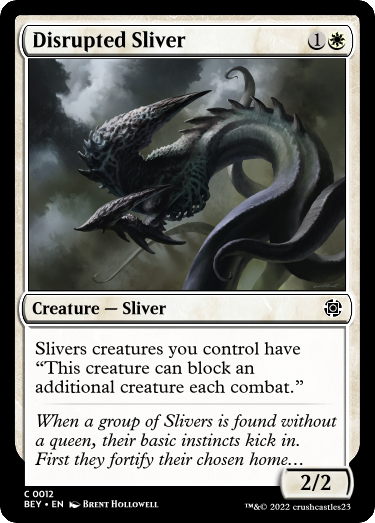 Disrupted Sliver 1
Creature — Sliver
Slivers creatures you control have
“This creature can block an
additional creature each combat.”
When a group of Slivers is found without
a queen, their basic instincts kick in.
First they fortify their chosen home…
2/2
C 0012
BEY • EN Brent Hollowell
™&© 2022 crushcastles23